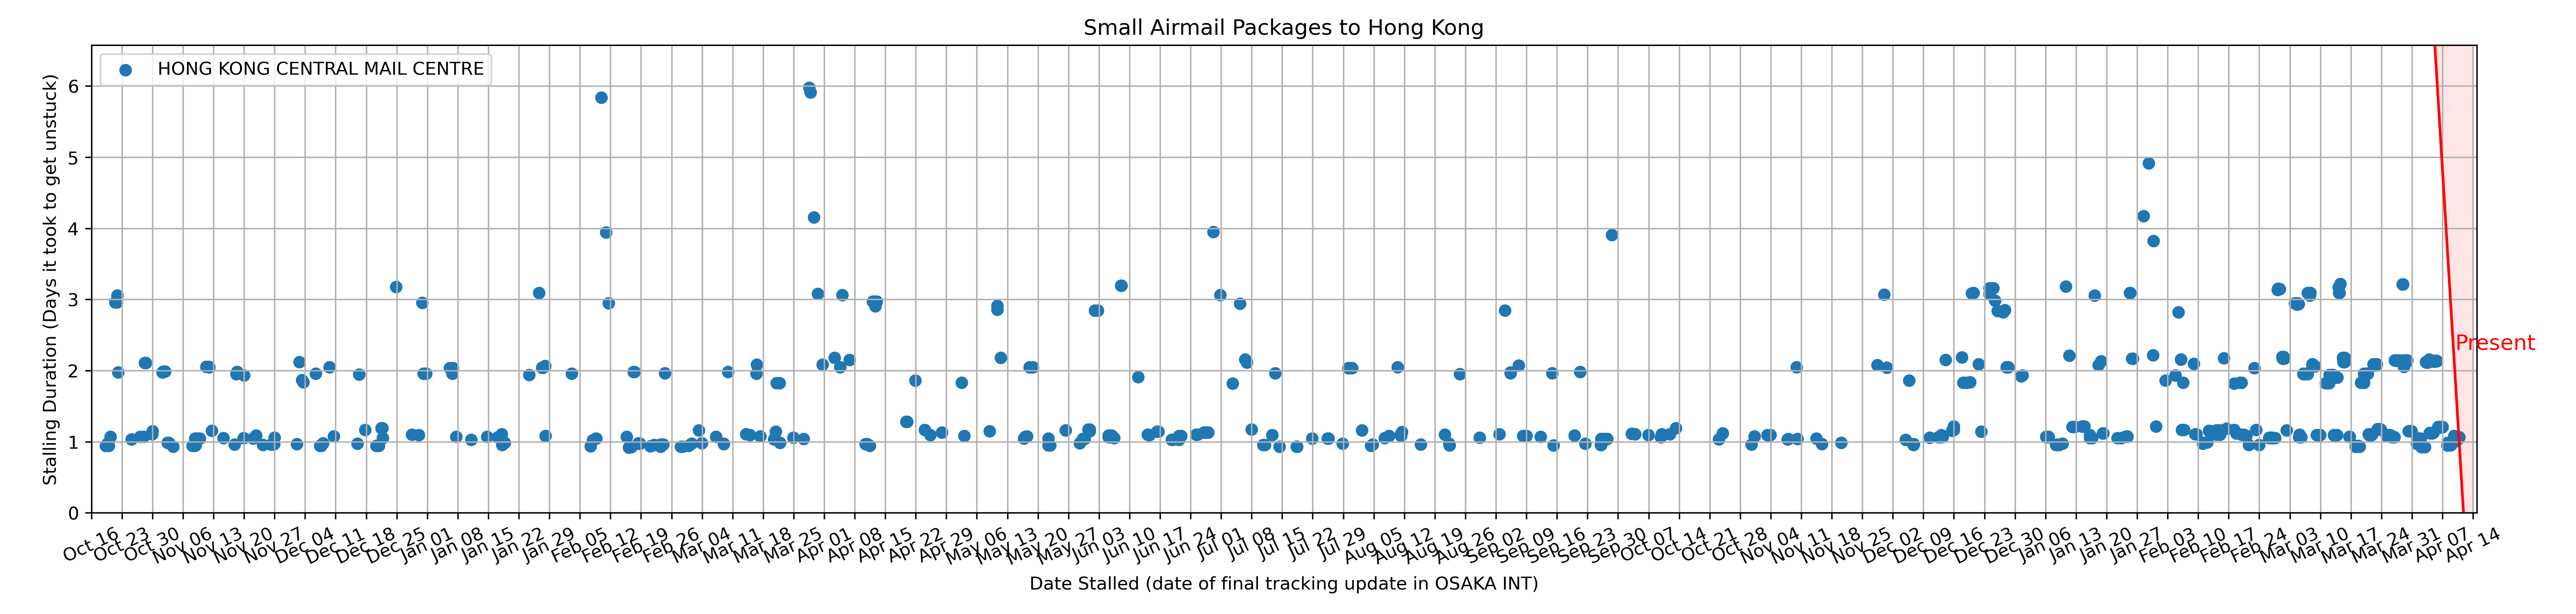 Small Airmail Packages to Hong Kong
HONG KONG CENTRAL MAIL CENTRE
Stalling Duration (Days it took to get unstuck)
6
5
4
3
2
1
0
Present
Oct 16 Oct 23 Oct 30 Nov 06 Nov 13 Nov 20 Nov 27 Dec 04 Dec 11 Dec 18 Dec 25 Jan 01 Jan 08 Jan 15 Jan 22 Jan 29 Feb 05 Feb 12 Feb 19 Feb 26 Mar 04 Mar 11 Mar 18 Mar 25 Apr 01 Apr 08 Apr 15 Apr 22 Apr 29 May 06 May 13 May 20 May 27 Jun 03 Jun 10 Jun 17 Jun 24 Jul 01 Jul 08 Jul 15 Jul 22 Jul 29 Aug 05 Aug 12 Aug 19 Aug 26 Sep 02 Sep 09 Sep 16 Sep 23 Sep 30 Oct 07 Oct 14 Oct 21 Oct 28 Nov 04 Nov 11 Nov 18 Nov 25 Dec 02 Dec 09 Dec 16 Dec 23 Dec 30 Jan 06 Jan 13 Jan 20 Jan 27 Feb 03 Feb 10 Feb 17 Feb 24 Mar 03 Mar 10 Mar 17 Mar 24 Mar 31 Apr 07 Apr 14
Date Stalled (date of final tracking update in OSAKA INT)